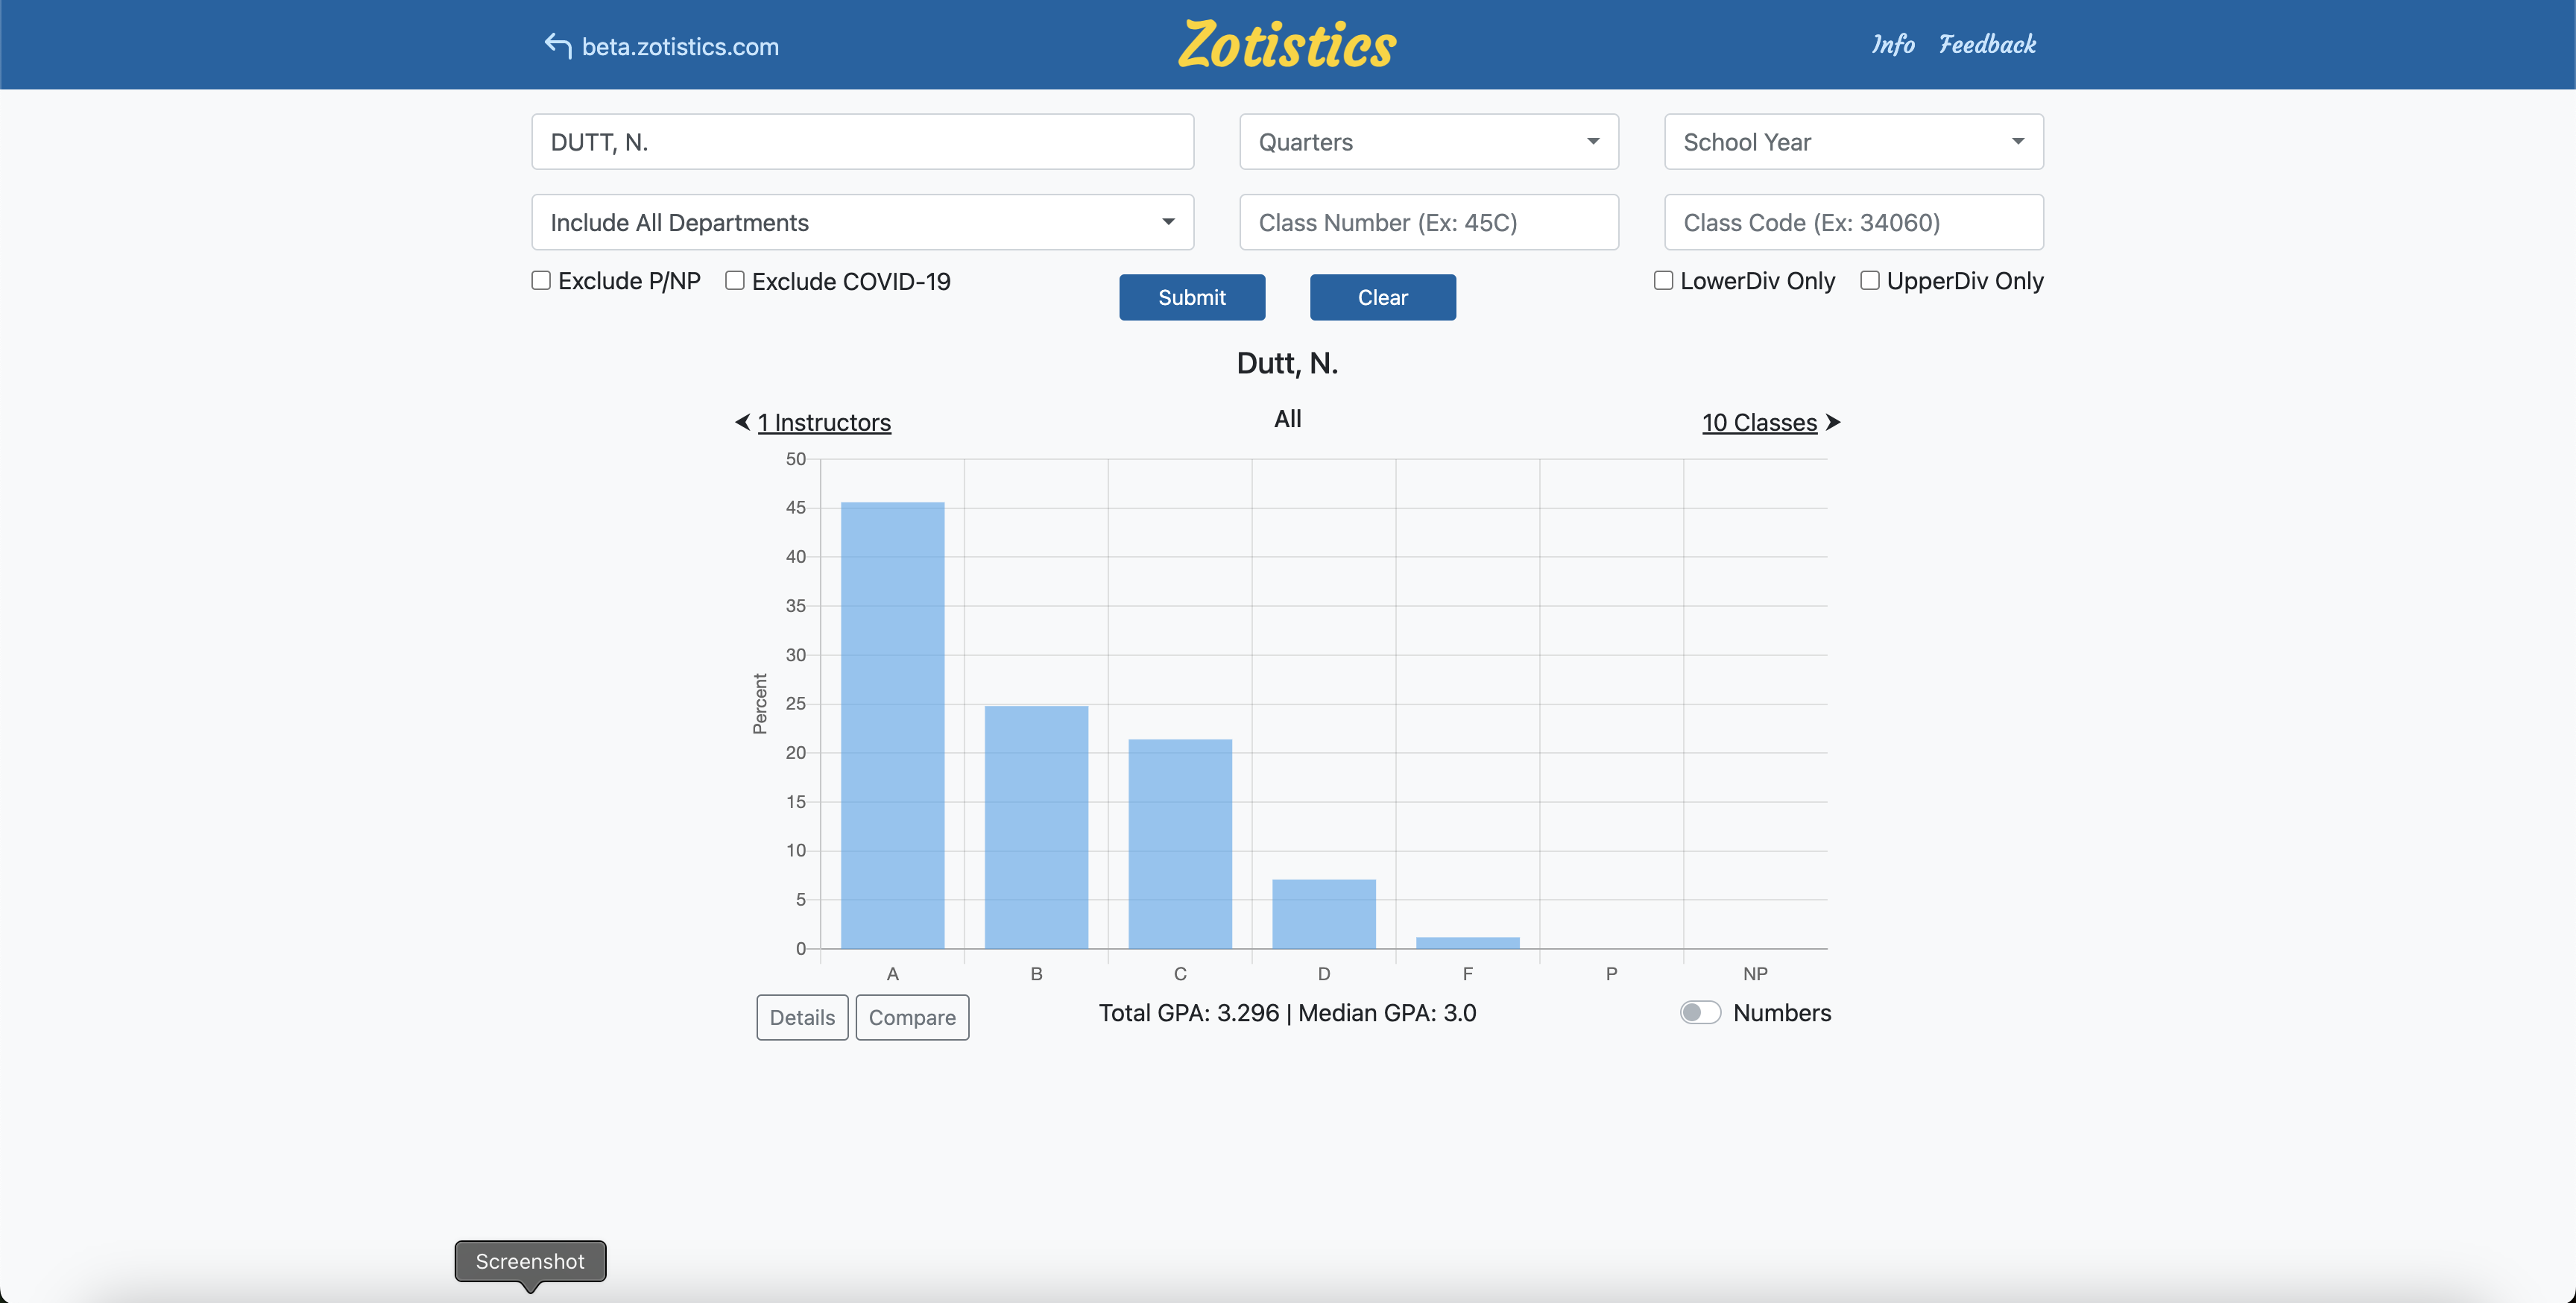 beta.zotistics.com
Zotistics
Info Feedback
DUTT, N.
Quarters
School Year
Include All Departments
Class Number (Ex: 45C)
Class Code (Ex: 34060)
Exclude P/NP
Exclude COVID-19
Submit
Clear
LowerDiv Only
UpperDiv Only
Dutt, N.
1 Instructors
All
10 Classes
50
45
40
35
30
25
20
15
10
5
0
Percent
A B C D F P NP
Details
Compare
Total GPA: 3.296 | Median GPA: 3.0
Numbers
Screenshot